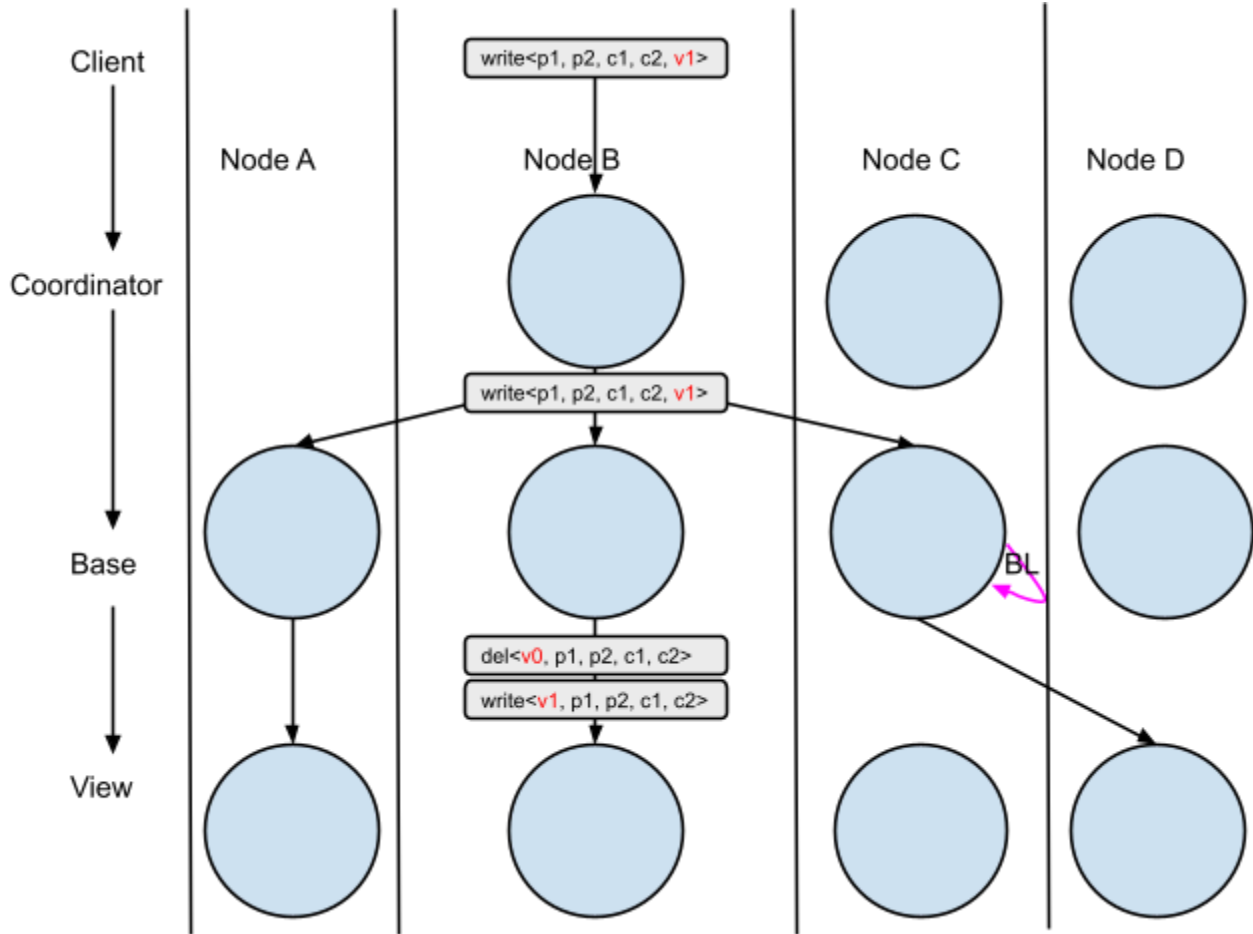 Client
write<p1, p2, c1, c2, v1>
Node A
Node B
Node C
Node D
Coordinator
write<p1, p2, c1, c2, v1>
Base
BL
del<v0, p1, p2, c1, c2>
write<v1, p1, p2, c1, c2>
View